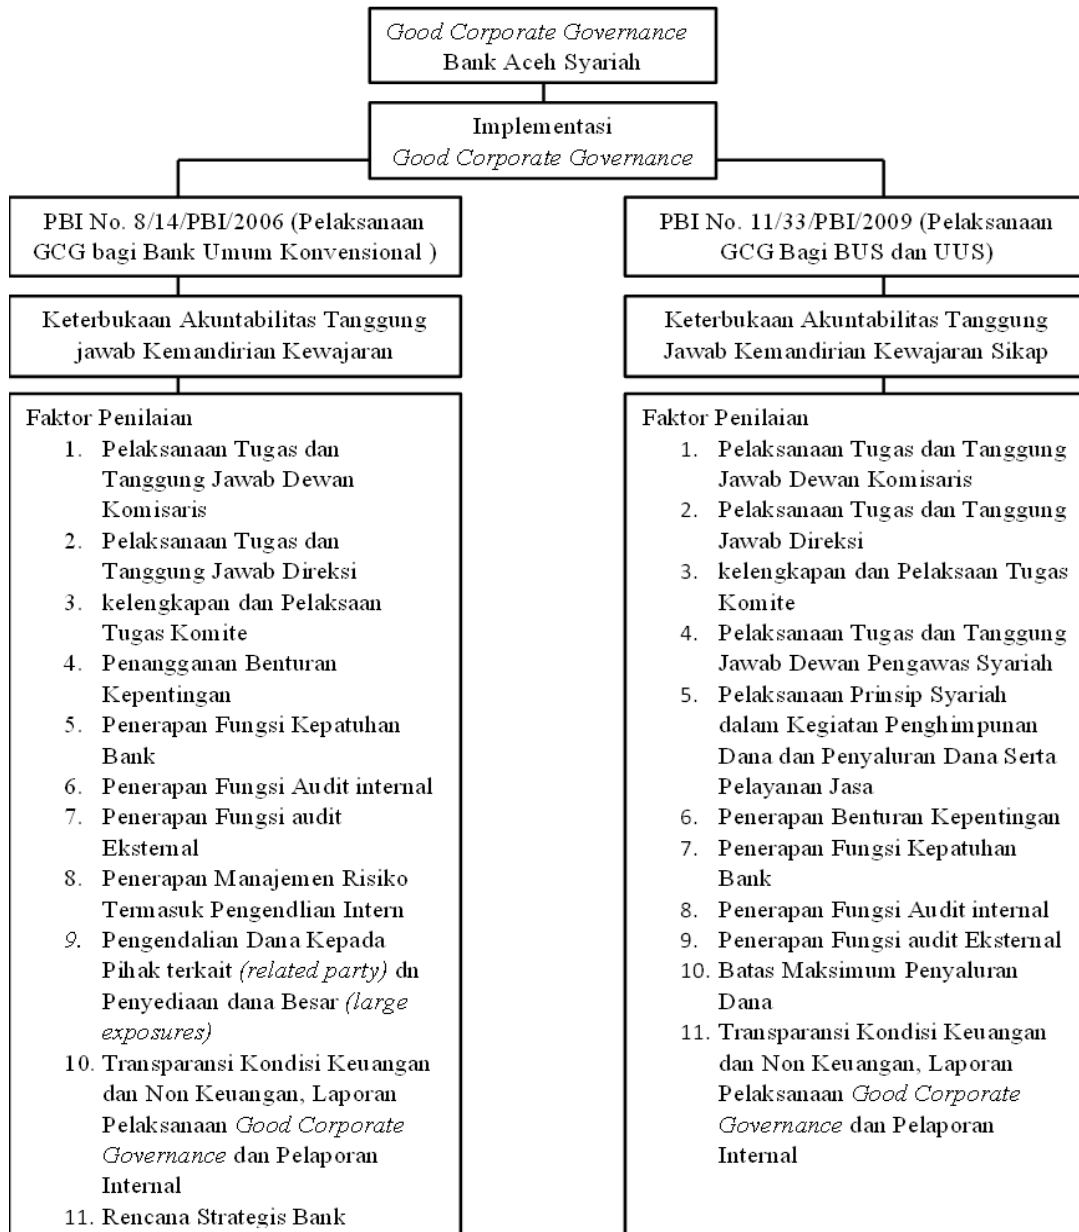 Good Corporate Governance
Bank Aceh Syariah
Implementasi
Good Corporate Governance
PBI No. 8/14/PBI/2006 (Pelaksanaan
GCG bagi Bank Umum Konvensional )
Keterbukaan Akuntabilitas Tanggung
jawab Kemandirian Kewajaran
Faktor Penilaian
1. Pelaksanaan Tugas dan
Tanggung Jawab Dewan
Komisaris
2. Pelaksanaan Tugas dan
Tanggung Jawab Direksi
3. kelengkapan dan Pelaksaan
Tugas Komite
4. Penangganan Benturan
Kepentingan
5. Penerapan Fungsi Kepatuhan
Bank
6. Penerapan Fungsi Audit internal
7. Penerapan Fungsi audit
Eksternal
8. Penerapan Manajemen Risiko
Termasuk Pengendlian Intern
9. Pengendalian Dana Kepada
Pihak terkait (related party) dn
Penyediaan dana Besar (large
exposures)
10. Transparansi Kondisi Keuangan
dan Non Keuangan, Laporan
Pelaksanaan Good Corporate
Governance dan Pelaporan
Internal
11. Rencana Strategis Bank
PBI No. 11/33/PBI/2009 (Pelaksanaan
GCG Bagi BUS dan UUS)
Keterbukaan Akuntabilitas Tanggung
Jawab Kemandirian Kewajaran Sikap
Faktor Penilaian
1. Pelaksanaan Tugas dan Tanggung
Jawab Dewan Komisaris
2. Pelaksanaan Tugas dan Tanggung
Jawab Direksi
3. kelengkapan dan Pelaksaan Tugas
Komite
4. Pelaksanaan Tugas dan Tanggung
Jawab Dewan Pengawas Syariah
5. Pelaksanaan Prinsip Syariah
dalam Kegiatan Penghimpunan
Dana dan Penyaluran Dana Serta
Pelayanan Jasa
6. Penerapan Benturan Kepentingan
7. Penerapan Fungsi Kepatuhan
Bank
8. Penerapan Fungsi Audit internal
9. Penerapan Fungsi audit Eksternal
10. Batas Maksimum Penyaluran
Dana
11. Transparansi Kondisi Keuangan
dan Non Keuangan, Laporan
Pelaksanaan Good Corporate
Governance dan Pelaporan
Internal